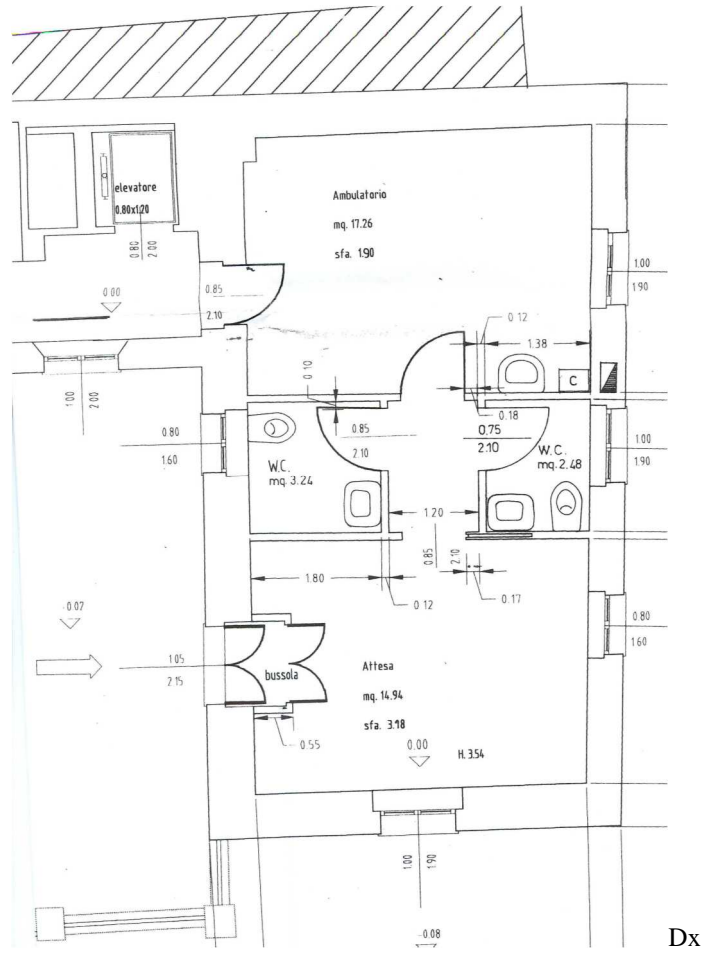 elevatore
0.80x1.20
0.80
2.00
Ambulatorio
mq. 17.26
sfa. 1.90
1.00
1.90
0.00
0.85
2.10
0.12
1.38
C
0.10
0.18
1.00
2.00
0.80
1.60
0.85
2.10
0.75
2.10
W.C.
mq. 3.24
W.C.
mq. 2.48
1.00
1.90
1.20
0.85
2.10
1.80
0.12
0.17
-0.07
0.80
1.60
1.05
2.15
bussola
Attesa
mq. 14.94
sfa. 3.18
0.55
0.00
H. 3.54
1.00
1.90
-0.08
Dx